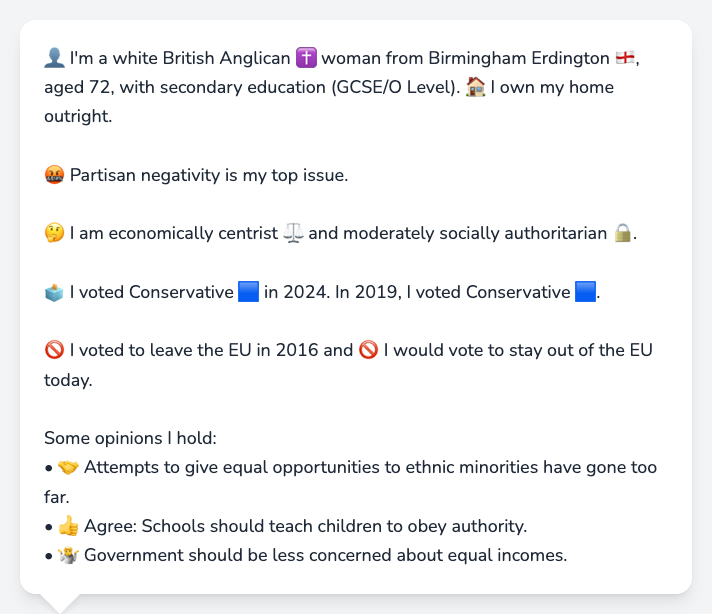 👤 I'm a white British Anglican ✝️ woman from Birmingham Erdington 🏴󠁧󠁢󠁥󠁮󠁧󠁿,
aged 72, with secondary education (GCSE/O Level). 🏠 I own my home
outright.
🤬 Partisan negativity is my top issue.
🤔 I am economically centrist ⚖️ and moderately socially authoritarian 🔒.
🗳️ I voted Conservative 🟦 in 2024. In 2019, I voted Conservative 🟦.
🚫 I voted to leave the EU in 2016 and 🚫 I would vote to stay out of the EU
today.
Some opinions I hold:
• 🤝 Attempts to give equal opportunities to ethnic minorities have gone too
far.
• 👍 Agree: Schools should teach children to obey authority.
• 🤷 Government should be less concerned about equal incomes.